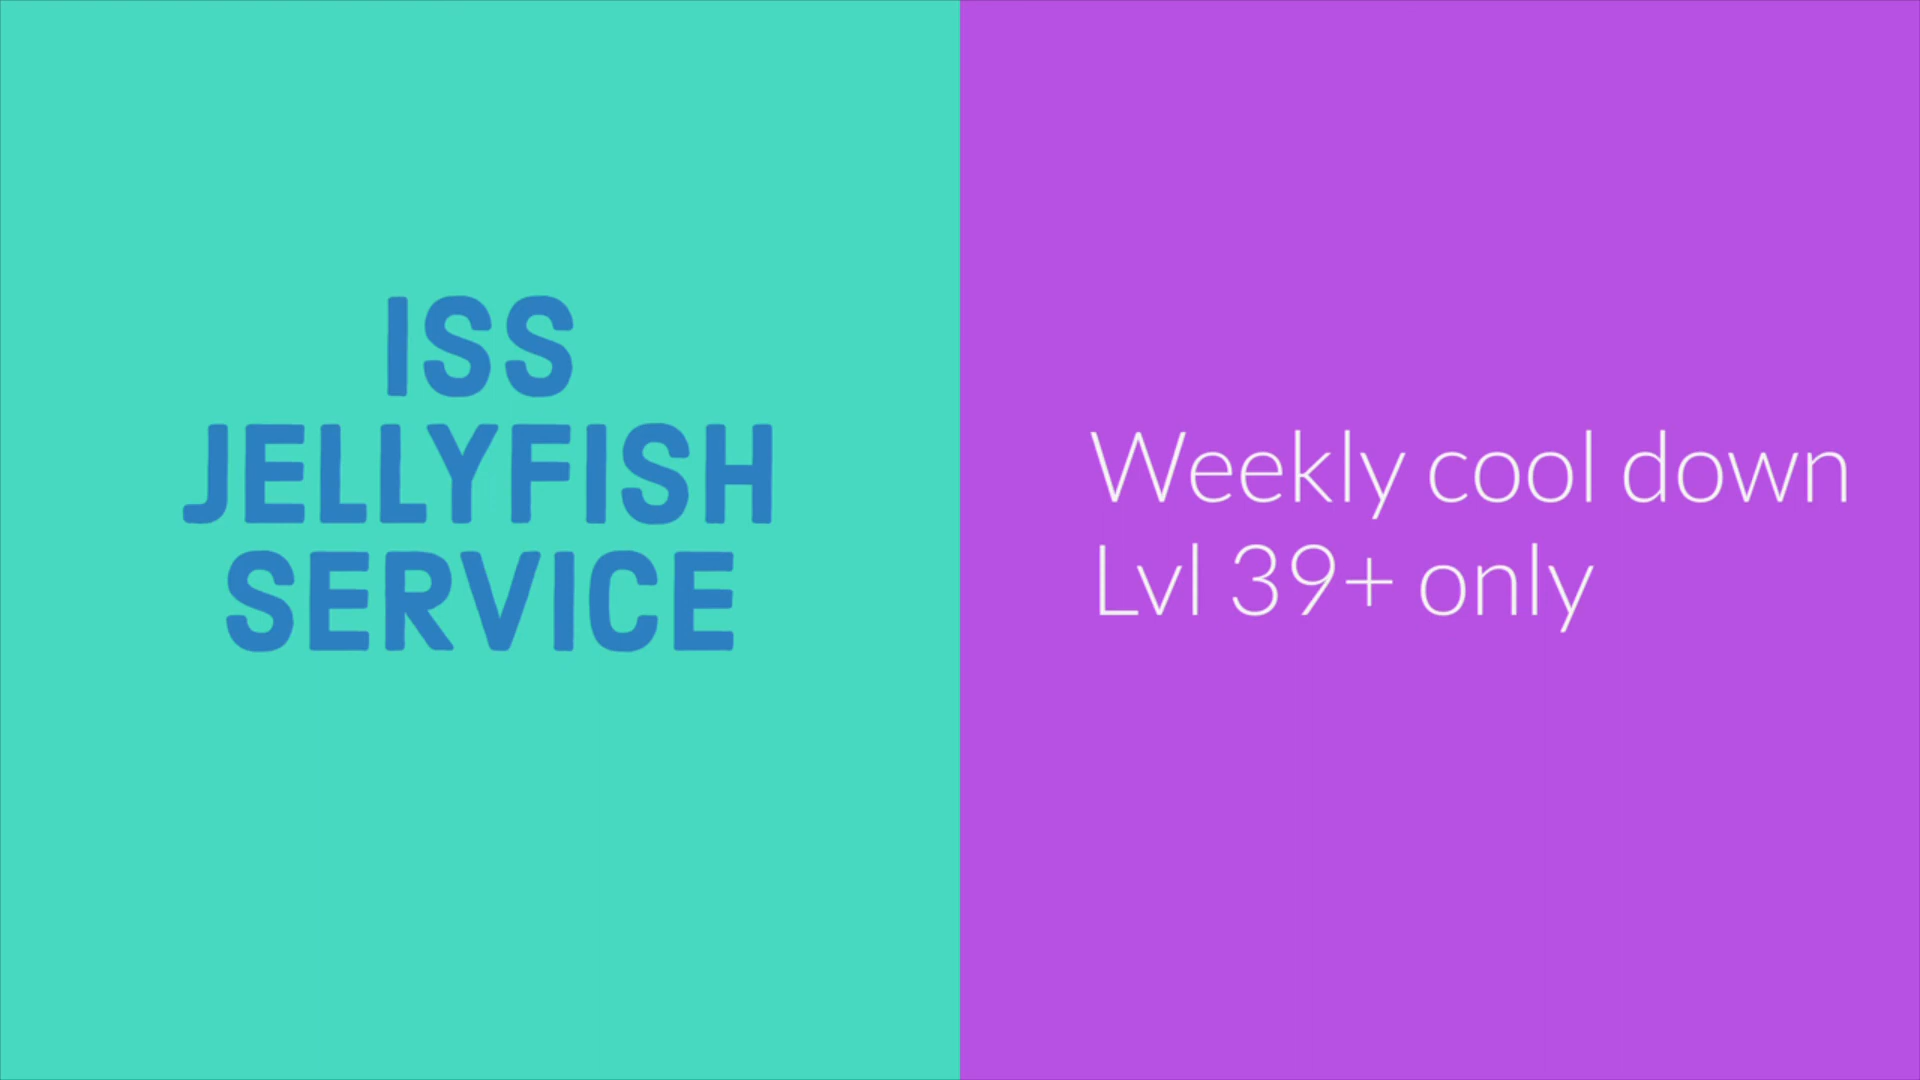 ISS
JELLYFISH
SERVICE
Weekly cool down
Lvl 39+ only